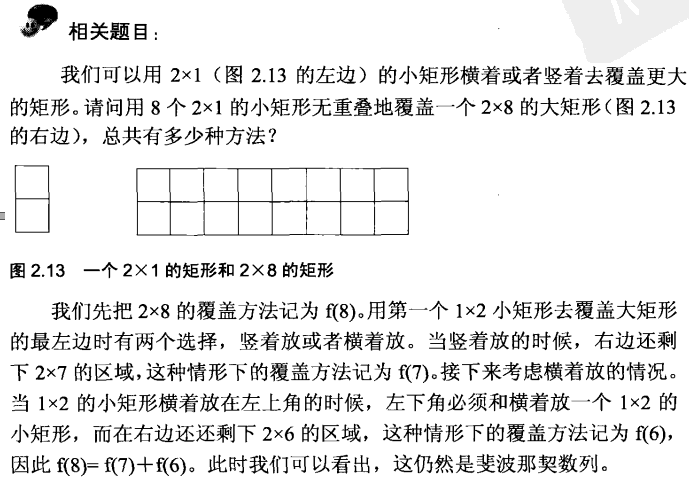 相关题目：
我们可以用 2×1（图 2.13 的左边）的小矩形横着或者竖着去覆盖更大
的矩形。请问用 8 个 2×1 的小矩形无重叠地覆盖一个 2×8 的大矩形（图 2.13
的右边），总共有多少种方法？
图 2.13 一个 2×1 的矩形和 2×8 的矩形
我们先把 2×8 的覆盖方法记为 f(8)。用第一个 1×2 小矩形去覆盖大矩形
的最左边时有两个选择，竖着放或者横着放。当竖着放的时候，右边还剩
下 2×7 的区域，这种情形下的覆盖方法记为 f(7)。接下来考虑横着放的情况。
当 1×2 的小矩形横着放在左上角的时候，左下角必须和横着放一个 1×2 的
小矩形，而在右边还还剩下 2×6 的区域，这种情形下的覆盖方法记为 f(6)，
因此 f(8)= f(7)＋f(6)。此时我们可以看出，这仍然是斐波那契数列。